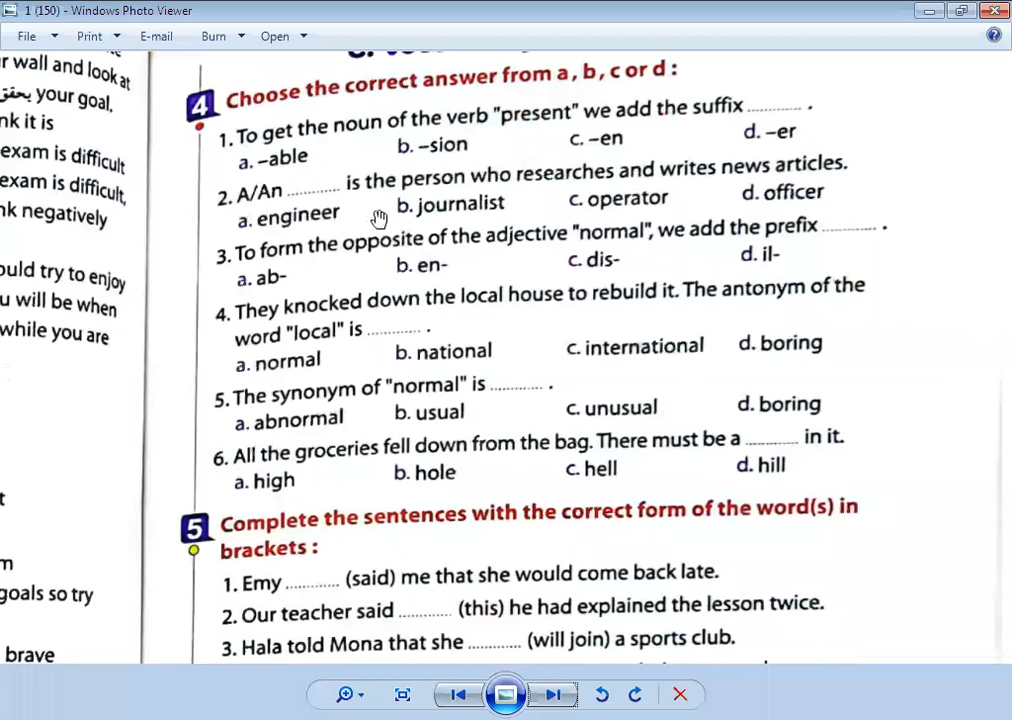 1 (150) - Windows Photo Viewer
File Print E-mail Burn Open
r wall and look at
يحقق your goal.
nk it is
exam is difficult
exam is difficult,
nk negatively
ould try to enjoy
u will be when
while you are
t
m
goals so try
brave
4 Choose the correct answer from a, b, c or d :
1. To get the noun of the verb "present" we add the suffix ........... .
a. –able b. –sion c. –en d. –er
2. A/An ........... is the person who researches and writes news articles.
a. engineer b. journalist c. operator d. officer
3. To form the opposite of the adjective "normal", we add the prefix ........... .
a. ab- b. en- c. dis- d. il-
4. They knocked down the local house to rebuild it. The antonym of the
word "local" is ........... .
a. normal b. national c. international d. boring
5. The synonym of "normal" is ........... .
a. abnormal b. usual c. unusual d. boring
6. All the groceries fell down from the bag. There must be a ........... in it.
a. high b. hole c. hell d. hill
5 Complete the sentences with the correct form of the word(s) in
brackets :
1. Emy ........... (said) me that she would come back late.
2. Our teacher said ........... (this) he had explained the lesson twice.
3. Hala told Mona that she ........... (will join) a sports club.